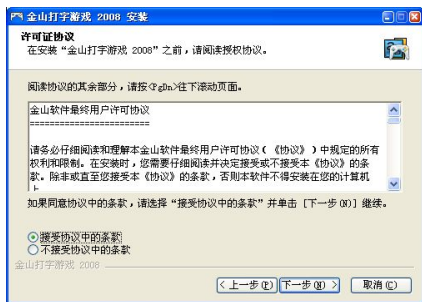 金山打字游戏 2008 安装
许可证协议
在安装“金山打字游戏 2008”之前，请阅读授权协议。
阅读协议的其余部分，请按<PgDn>往下滚动页面。
金山软件最终用户许可协议
========================
请务必仔细阅读和理解本金山软件最终用户许可协议（《协议》）中规定的所有
权利和限制。在安装时，您需要仔细阅读并决定接受或不接受本《协议》的条
款。除非或直至您接受本《协议》的条款，否则本软件不得安装在您的计算机
上
如果同意协议中的条款，请选择“接受协议中的条款”并单击 [下一步(N)] 继续。
接受协议中的条款
不接受协议中的条款
金山打字游戏 2008
< 上一步(P) 下一步(N) > 取消(C)